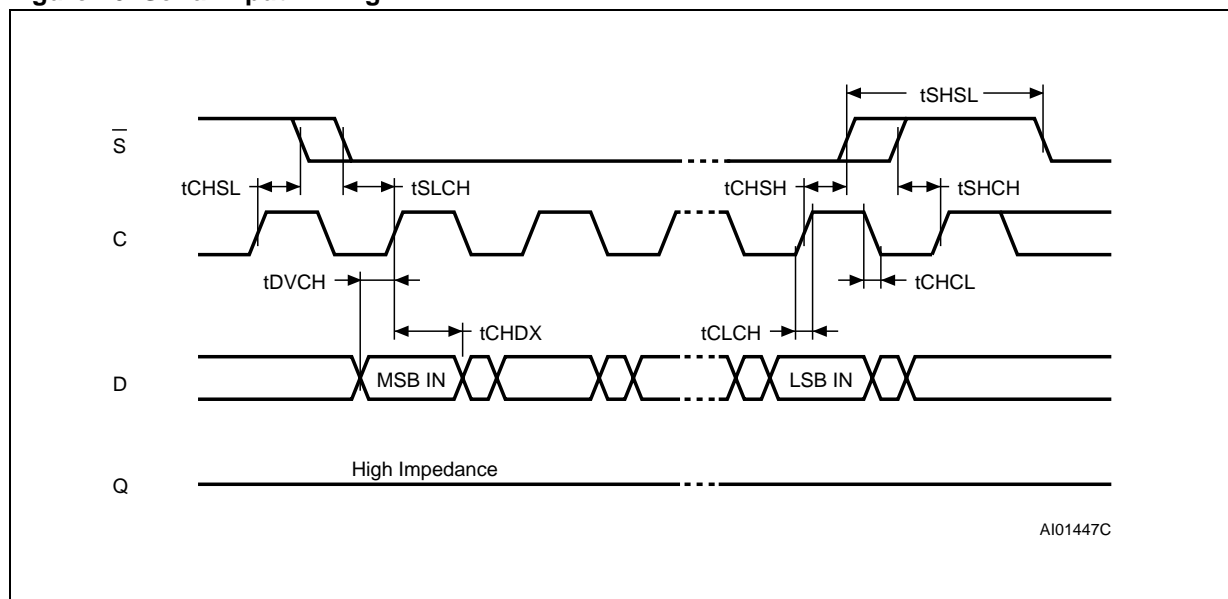 tSHSL
S
tCHSL
tSLCH
tCHSH
tSHCH
C
tDVCH
tCHCL
tCHDX
tCLCH
D
MSB IN
LSB IN
High Impedance
Q
AI01447C